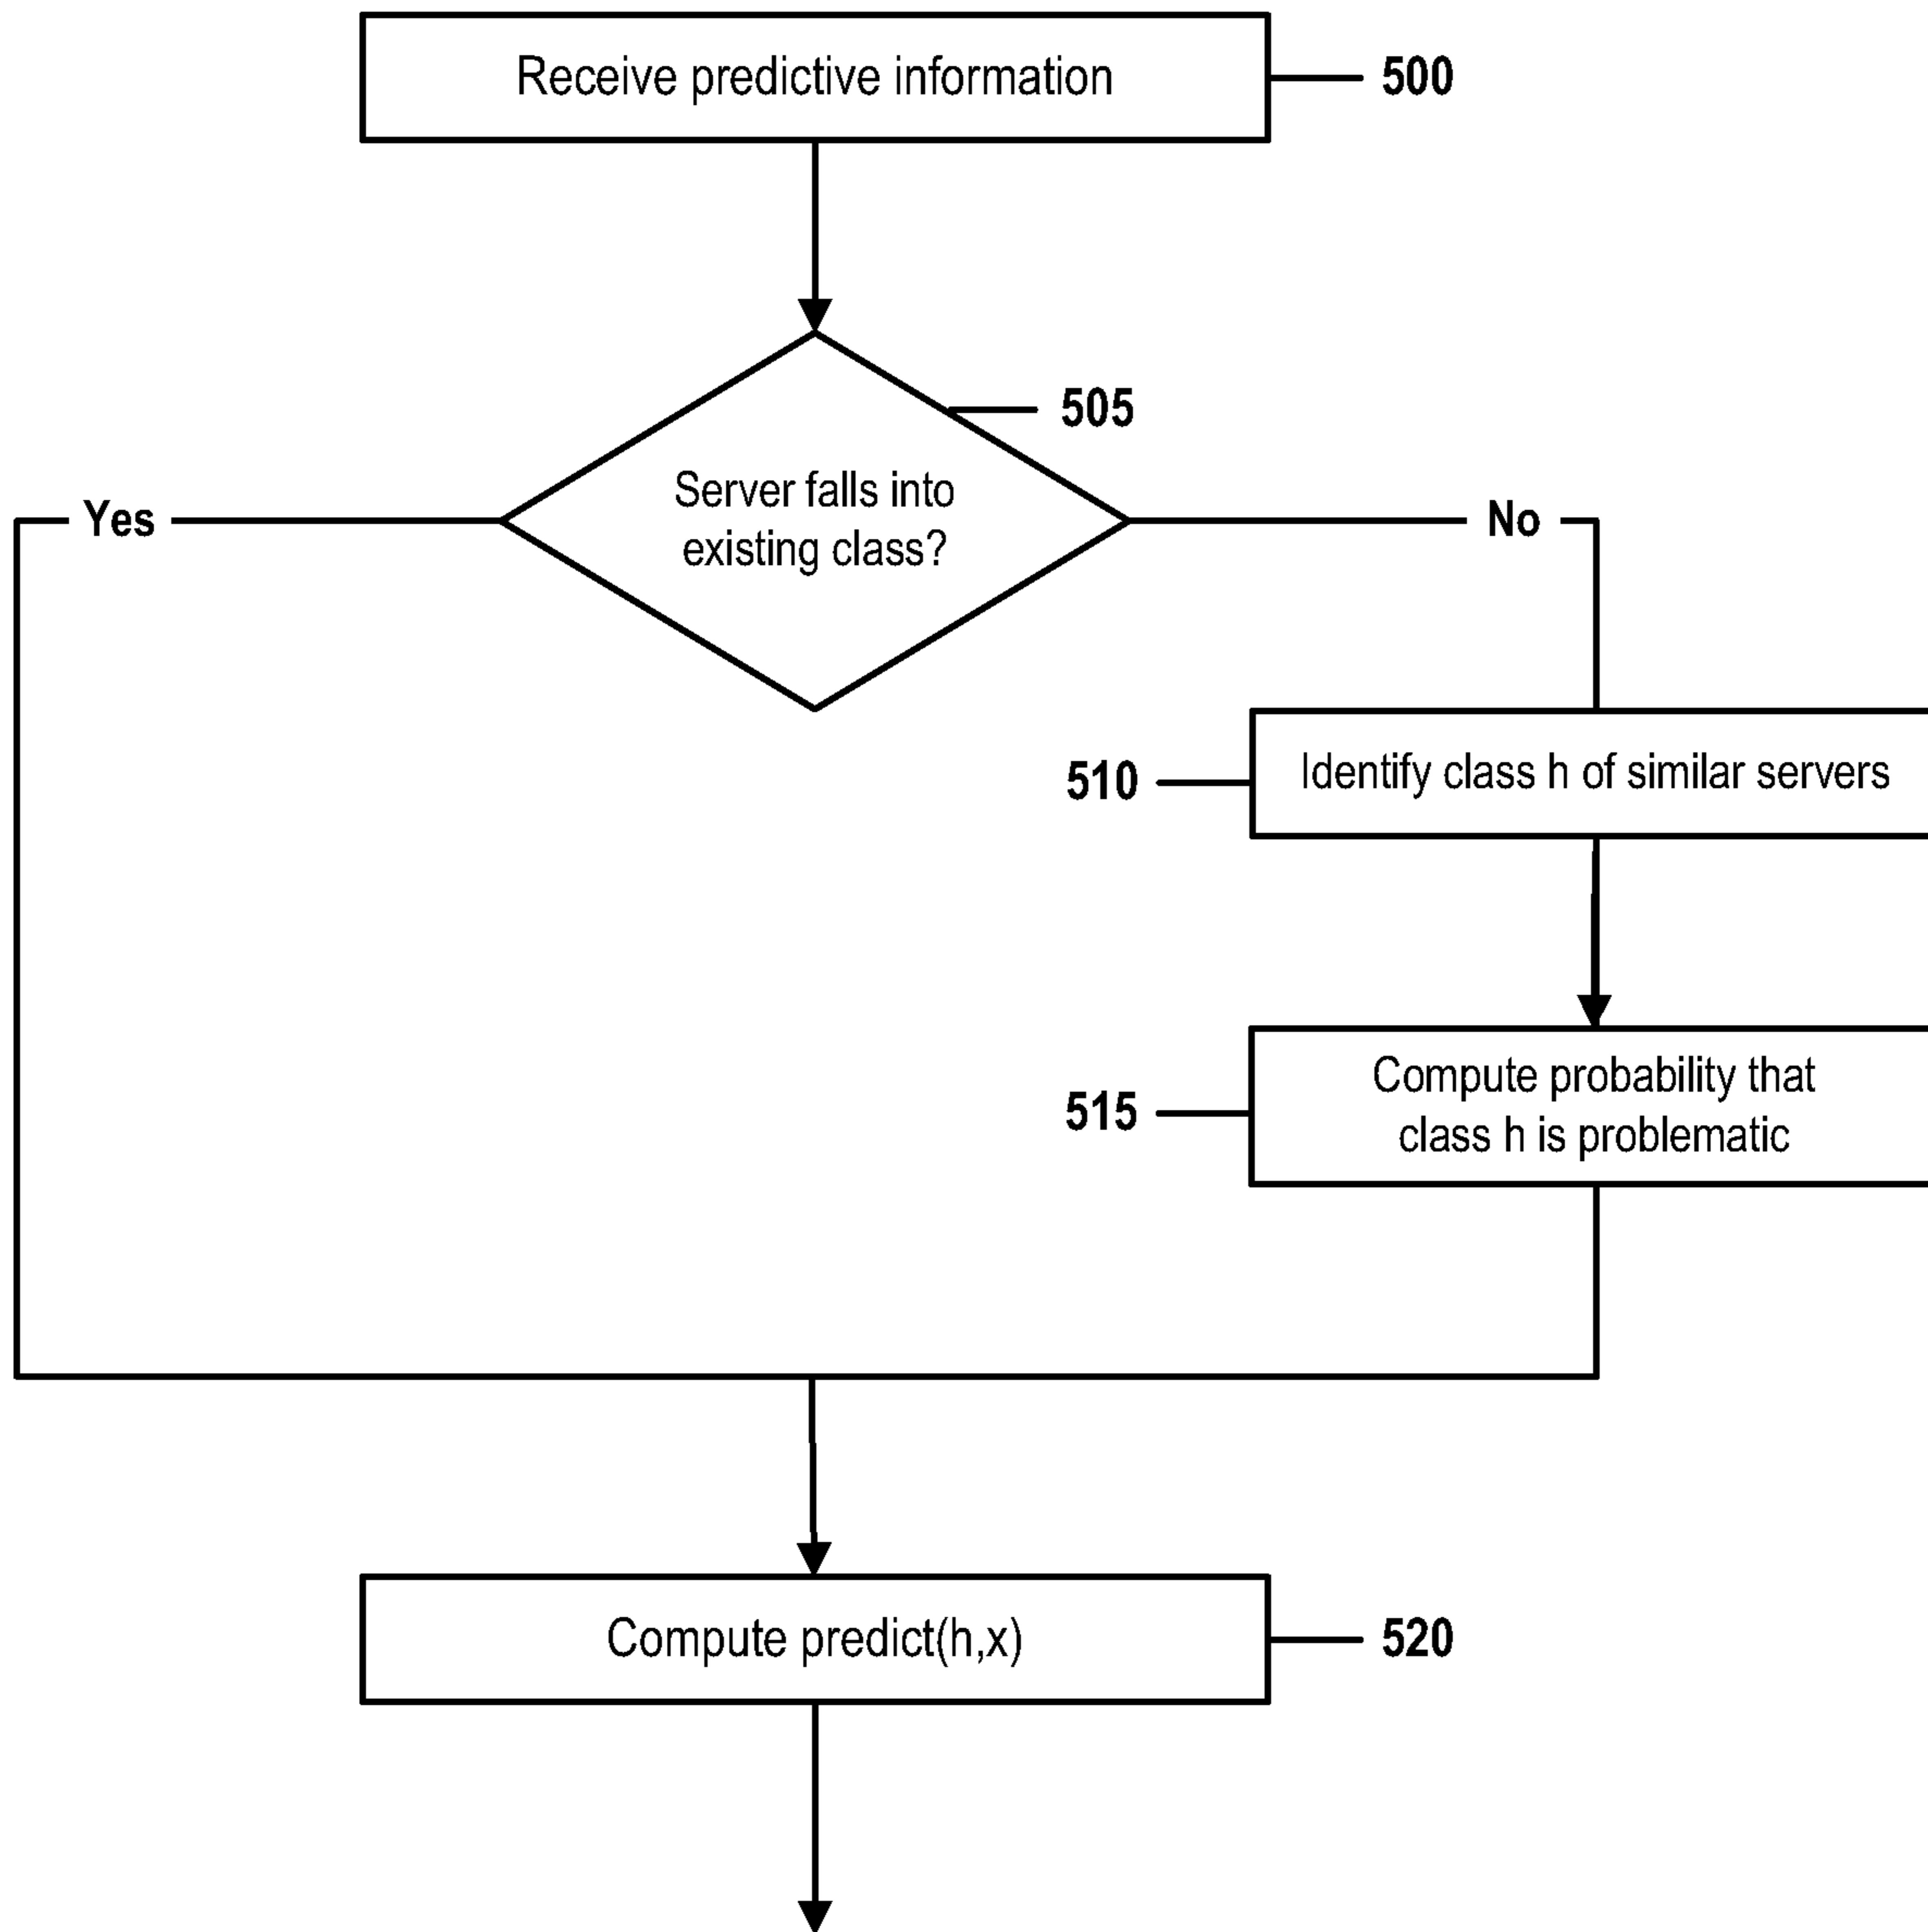 Receive predictive information
500
505
Server falls into
existing class?
Yes
No
510
Identify class h of similar servers
515
Compute probability that
class h is problematic
Compute predict(h,x)
520